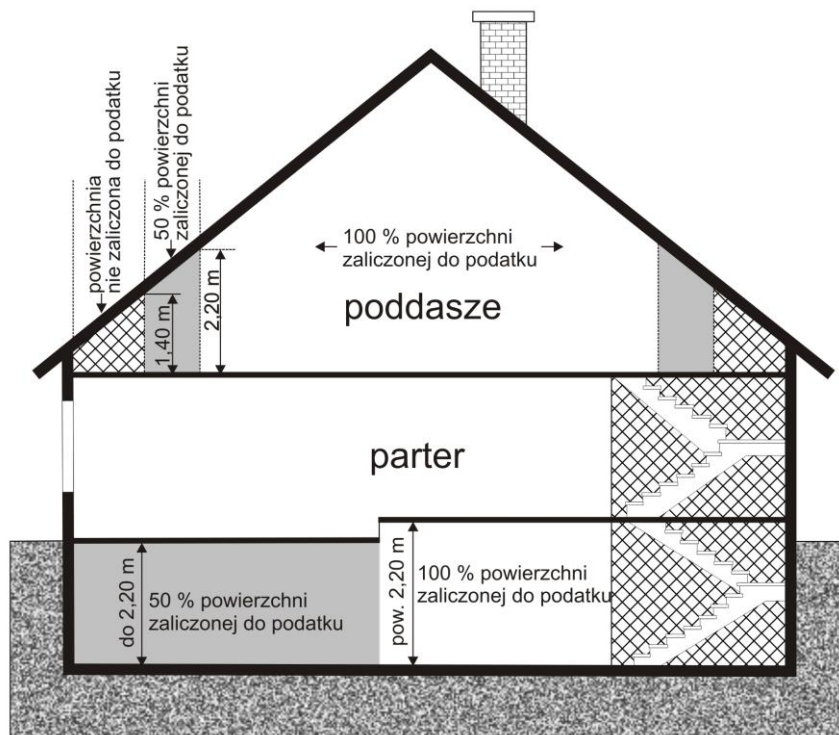 powierzchnia
nie zaliczona do podatku
50 % powierzchni
zaliczonej do podatku
1,40 m
2,20 m
100 % powierzchni
zaliczonej do podatku
poddasze
parter
do 2,20 m
50 % powierzchni
zaliczonej do podatku
pow. 2,20 m
100 % powierzchni
zaliczonej do podatku